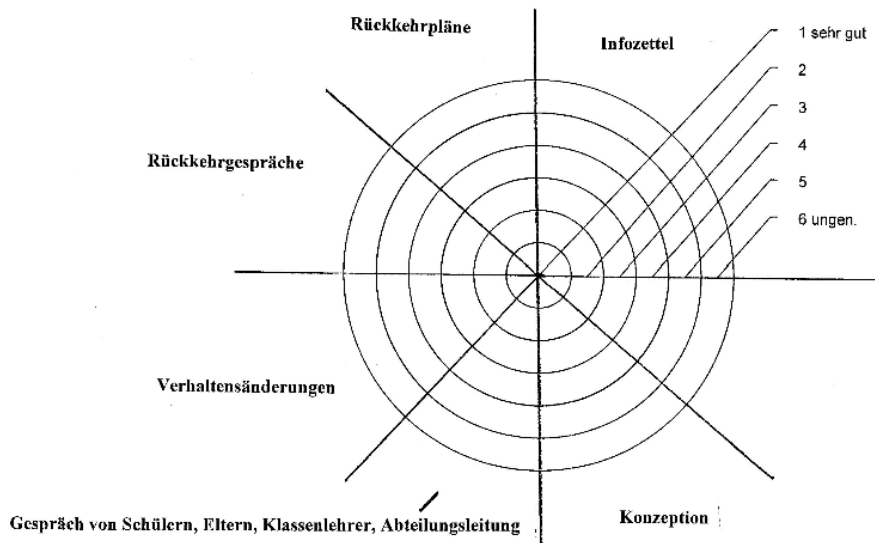 Rückkehrpläne
Infozettel
1 sehr gut
2
3
4
5
6 ungen.
Rückkehrgespräche
Verhaltensänderungen
Gespräch von Schülern, Eltern, Klassenlehrer, Abteilungsleitung
Konzeption